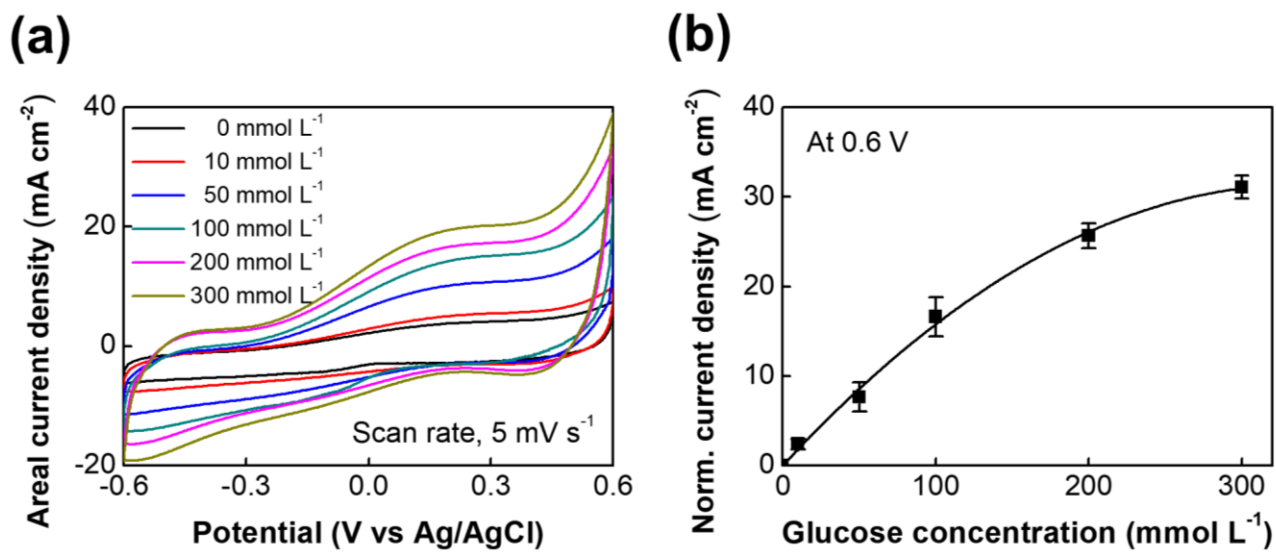 (a)
Areal current density (mA cm⁻²)
40
20
0
-20
0 mmol L⁻¹
10 mmol L⁻¹
50 mmol L⁻¹
100 mmol L⁻¹
200 mmol L⁻¹
300 mmol L⁻¹
Scan rate, 5 mV s⁻¹
-0.6
-0.3
0.0
0.3
0.6
Potential (V vs Ag/AgCl)
(b)
Norm. current density (mA cm⁻²)
40
30
20
10
0
At 0.6 V
0
100
200
300
Glucose concentration (mmol L⁻¹)